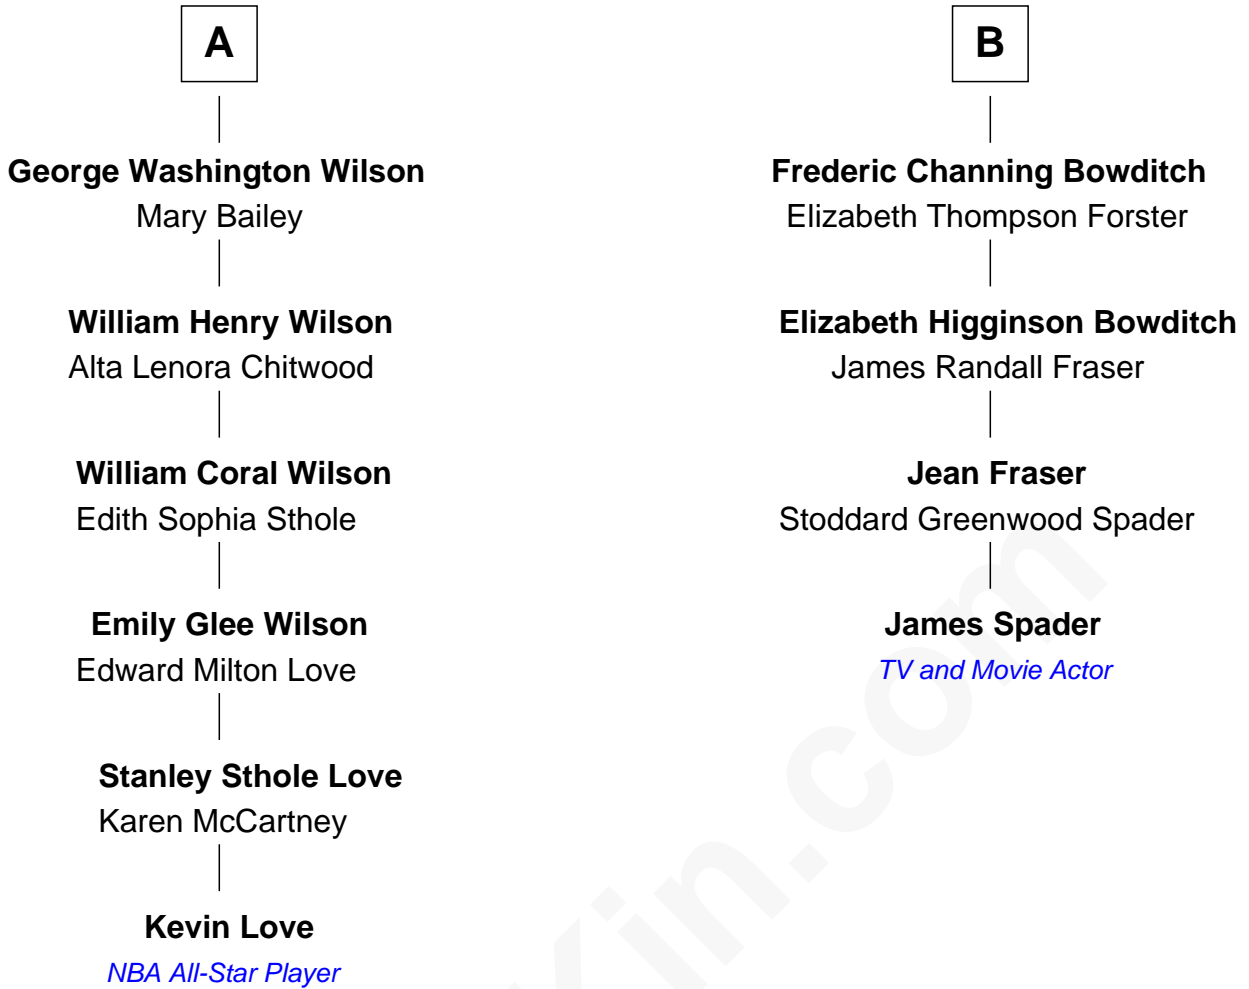 A
George Washington Wilson
Mary Bailey
William Henry Wilson
Alta Lenora Chitwood
William Coral Wilson
Edith Sophia Sthole
Emily Glee Wilson
Edward Milton Love
Stanley Sthole Love
Karen McCartney
Kevin Love
NBA All-Star Player
B
Frederic Channing Bowditch
Elizabeth Thompson Forster
Elizabeth Higginson Bowditch
James Randall Fraser
Jean Fraser
Stoddard Greenwood Spader
James Spader
TV and Movie Actor
Kin.com